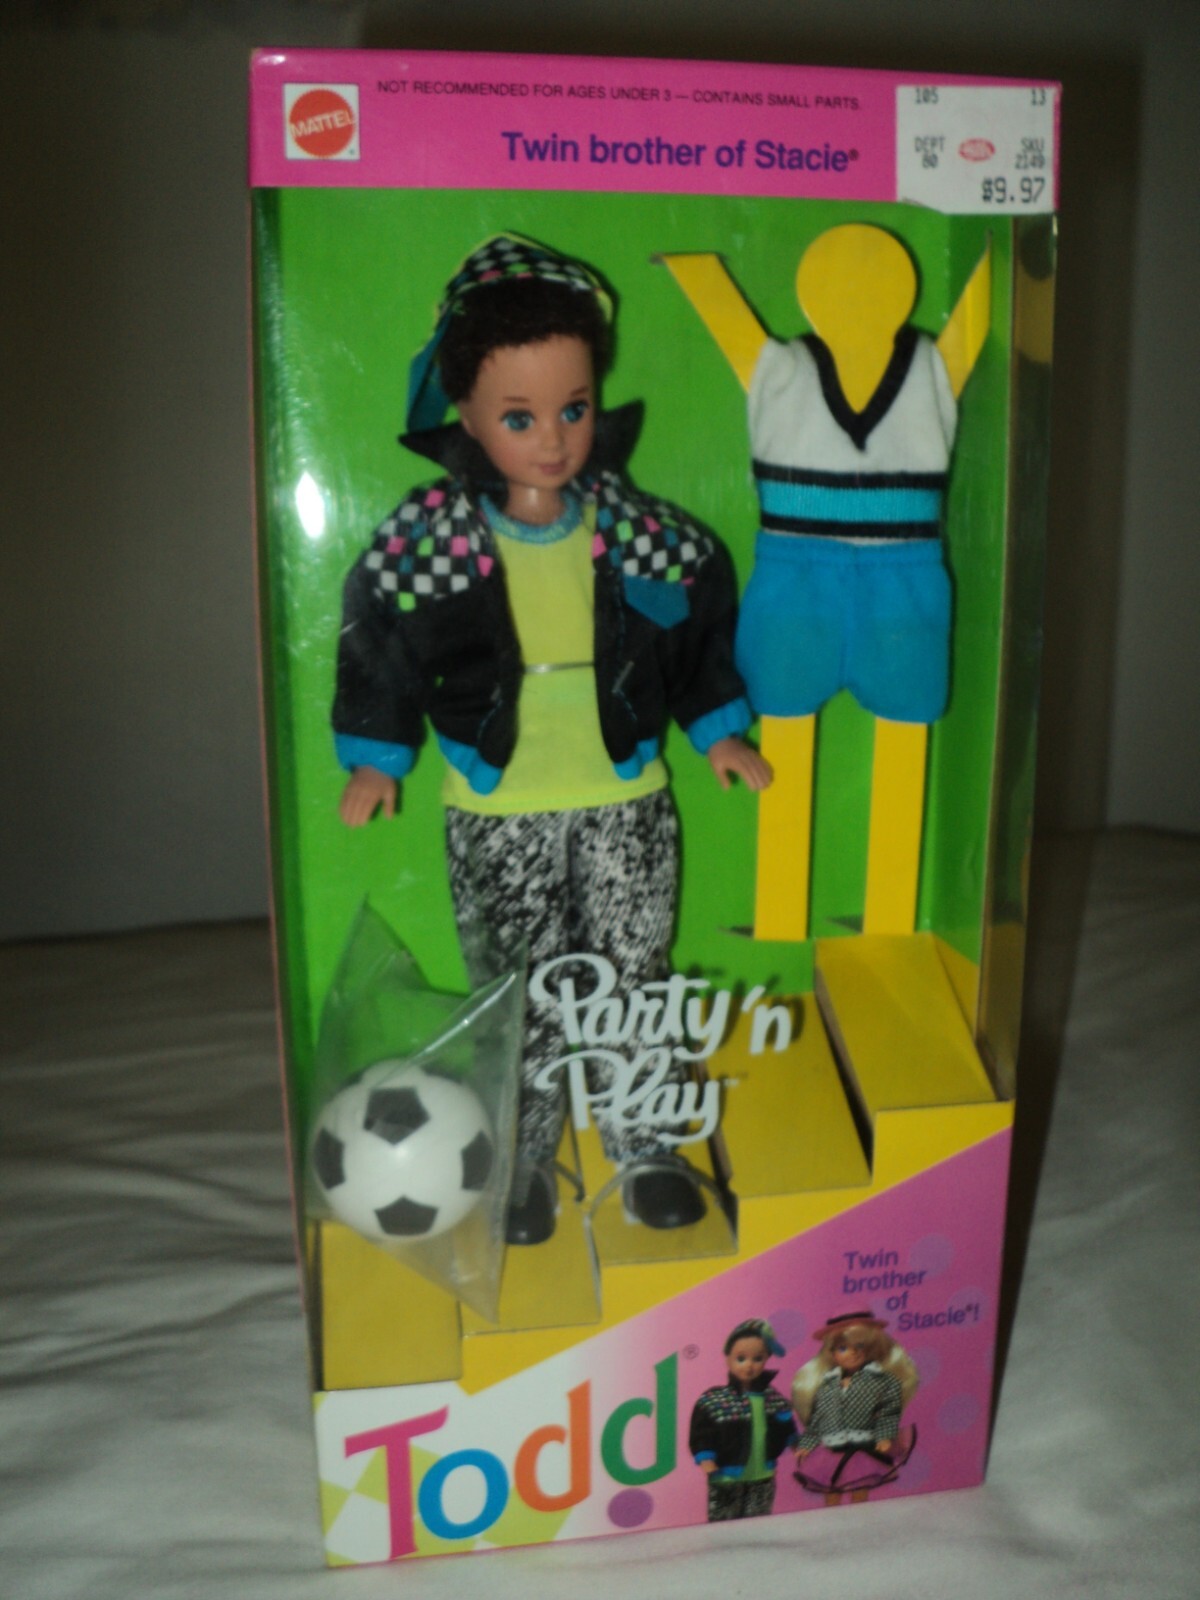 NOT RECOMMENDED FOR AGES UNDER 3 — CONTAINS SMALL PARTS.
MATTEL
Twin brother of Stacie®
105 13
DEPT SKU
80 2149
$9.97
Party 'n
Play™
Twin
brother
of
Stacie®!
Todd®